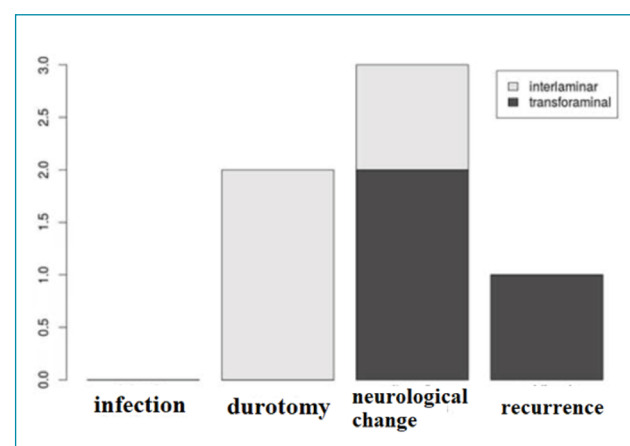 3.0
2.5
2.0
1.5
1.0
0.5
0.0
interlaminar
transforaminal
infection
durotomy
neurological
change
recurrence